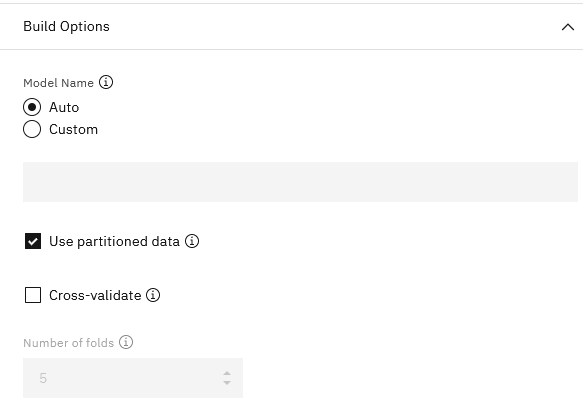 Build Options
Model Name
Auto
Custom
Use partitioned data
Cross-validate
Number of folds
5